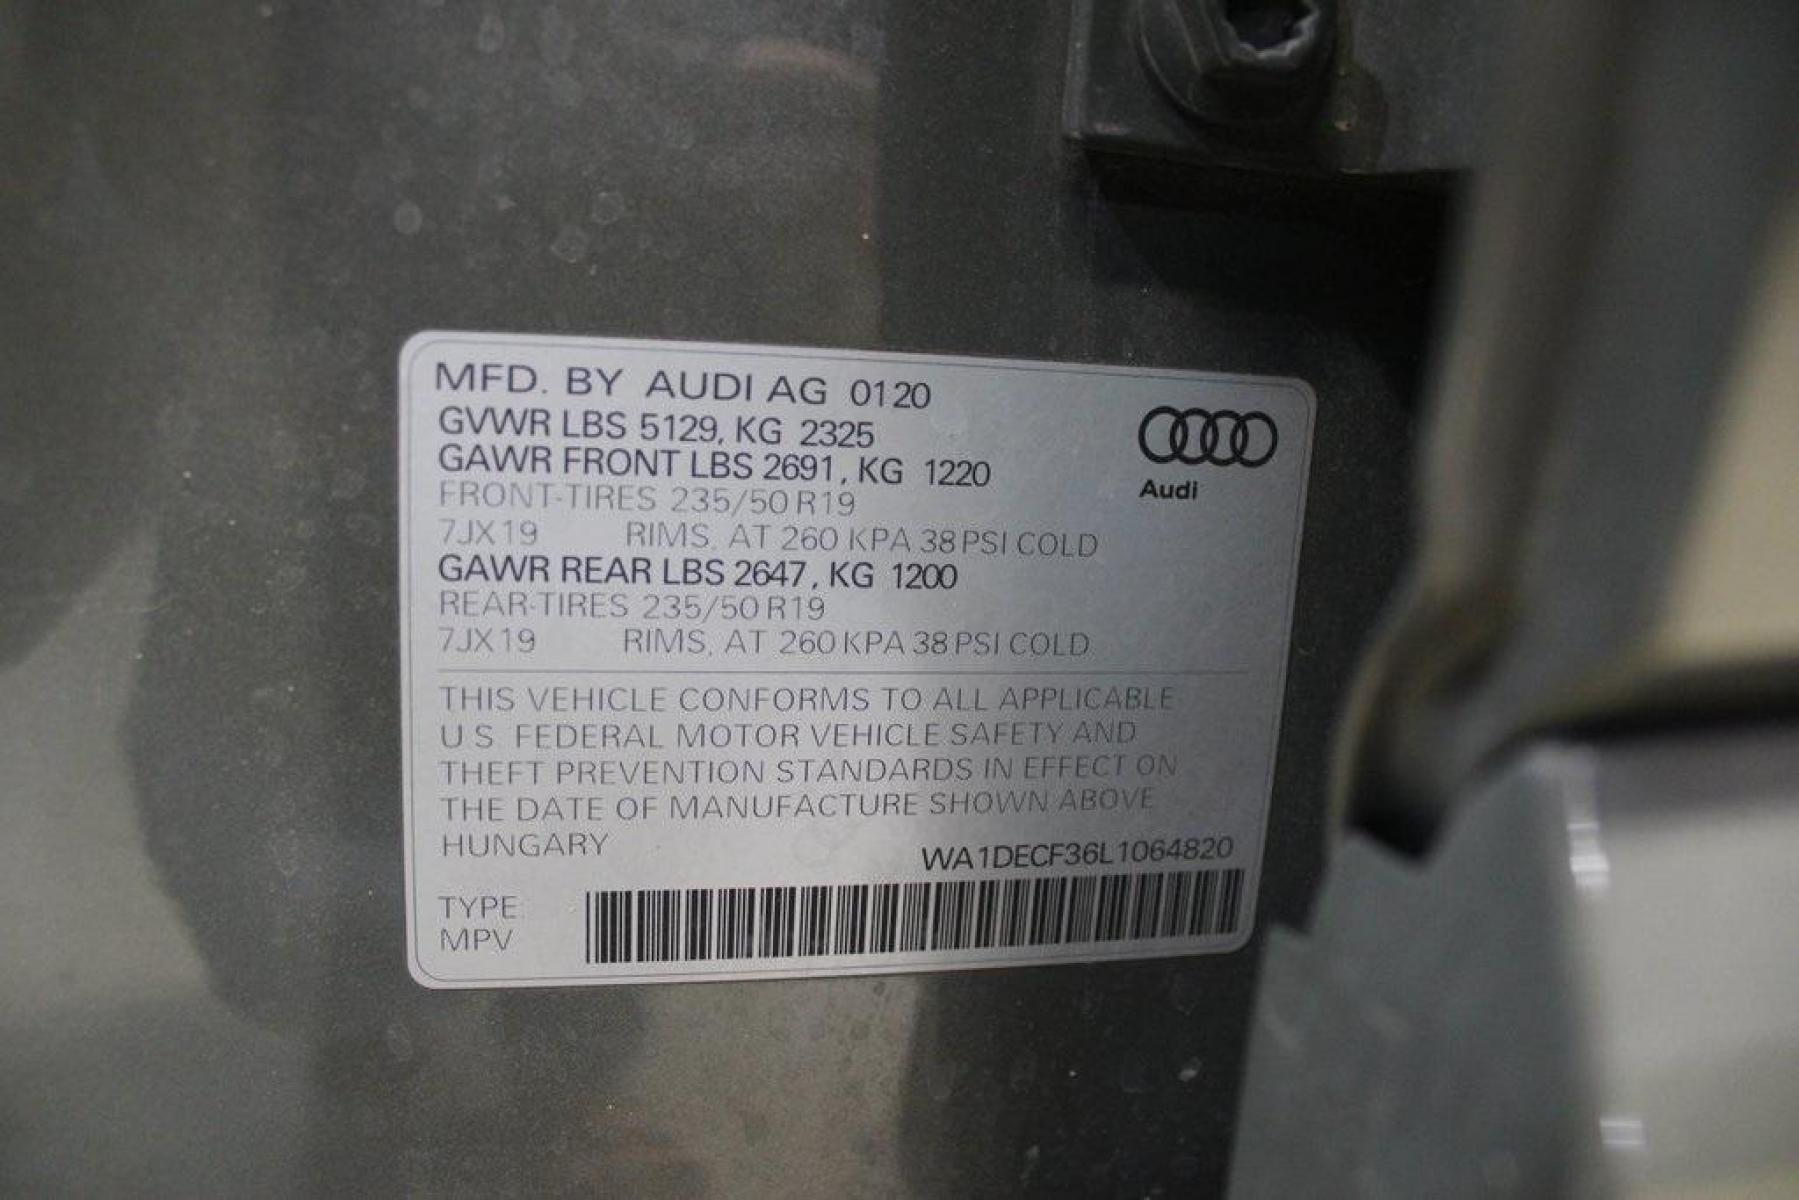 MFD. BY AUDI AG 0120
GVWR LBS 5129, KG 2325
GAWR FRONT LBS 2691, KG 1220
FRONT-TIRES 235/50 R19
7JX19 RIMS, AT 260 KPA 38 PSI COLD
GAWR REAR LBS 2647, KG 1200
REAR-TIRES 235/50 R19
7JX19 RIMS, AT 260 KPA 38 PSI COLD
Audi
THIS VEHICLE CONFORMS TO ALL APPLICABLE
U S FEDERAL MOTOR VEHICLE SAFETY AND
THEFT PREVENTION STANDARDS IN EFFECT ON
THE DATE OF MANUFACTURE SHOWN ABOVE
HUNGARY
WA1DECF36L1064820
TYPE
MPV